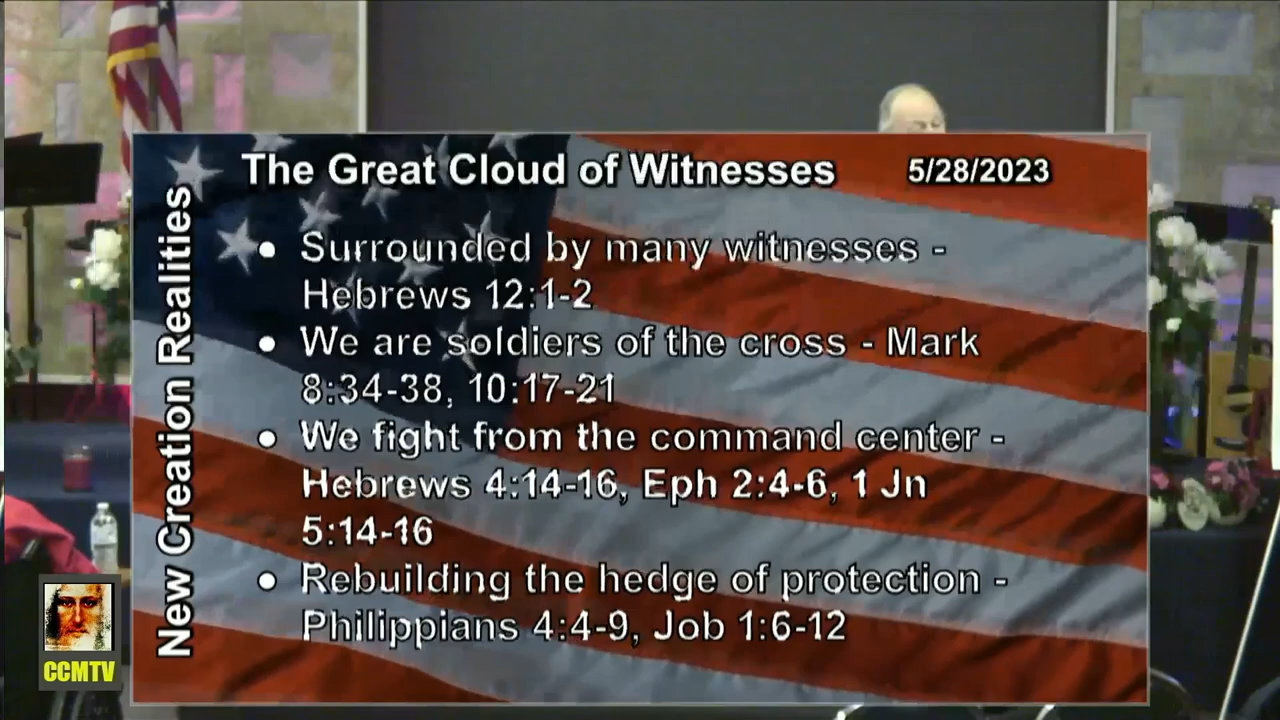 The Great Cloud of Witnesses 5/28/2023
New Creation Realities
● Surrounded by many witnesses -
Hebrews 12:1-2
● We are soldiers of the cross - Mark
8:34-38, 10:17-21
● We fight from the command center -
Hebrews 4:14-16, Eph 2:4-6, 1 Jn
5:14-16
● Rebuilding the hedge of protection -
Philippians 4:4-9, Job 1:6-12
CCMTV